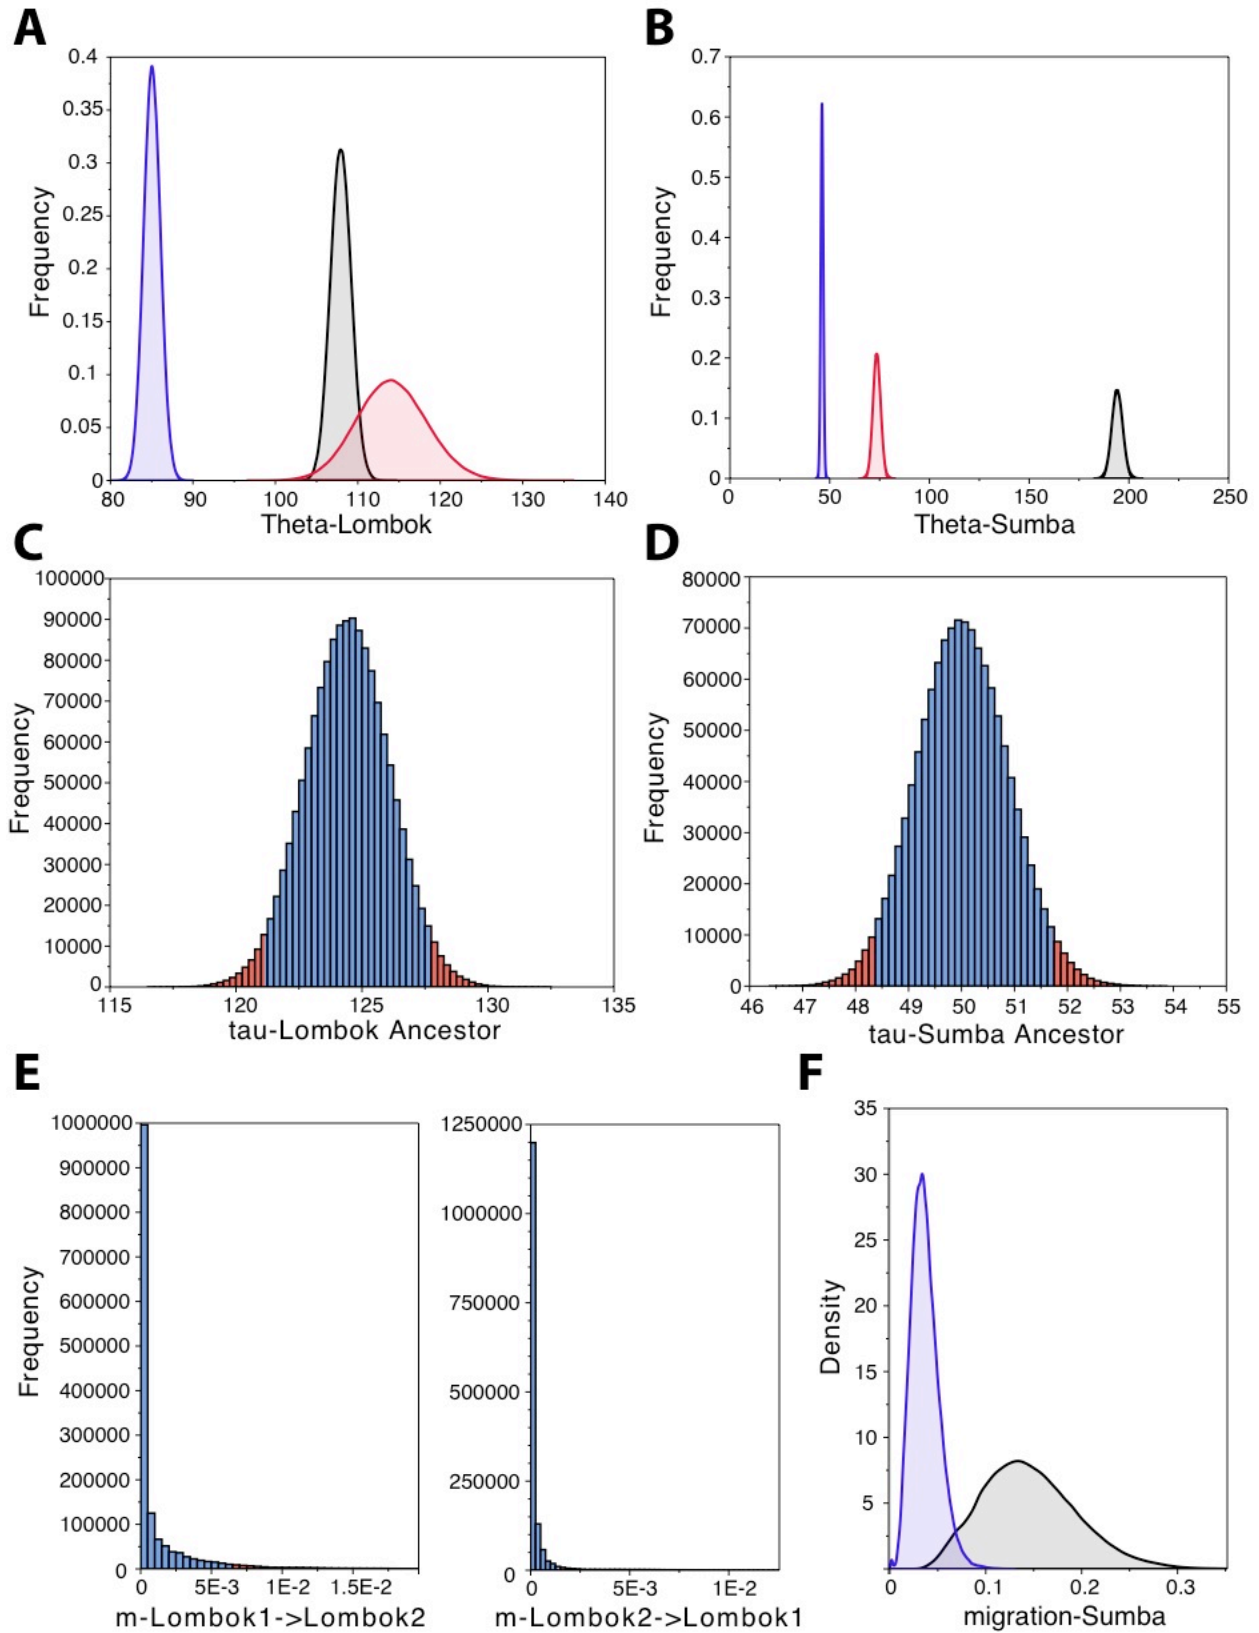 A
B
0.4
0.35
0.3
0.25
0.2
0.15
0.1
0.05
0
Frequency
80 90 100 110 120 130 140
Theta-Lombok
0.7
0.6
0.5
0.4
0.3
0.2
0.1
0
Frequency
0 50 100 150 200 250
Theta-Sumba
C
D
100000
90000
80000
70000
60000
50000
40000
30000
20000
10000
0
Frequency
115 120 125 130 135
tau-Lombok Ancestor
80000
70000
60000
50000
40000
30000
20000
10000
0
Frequency
46 47 48 49 50 51 52 53 54 55
tau-Sumba Ancestor
E
F
1000000
900000
800000
700000
600000
500000
400000
300000
200000
100000
0
Frequency
0 5E-3 1E-2 1.5E-2
m-Lombok1->Lombok2
1250000
1000000
750000
500000
250000
0
0 5E-3 1E-2
m-Lombok2->Lombok1
35
30
25
20
15
10
5
Density
0 0.1 0.2 0.3
migration-Sumba